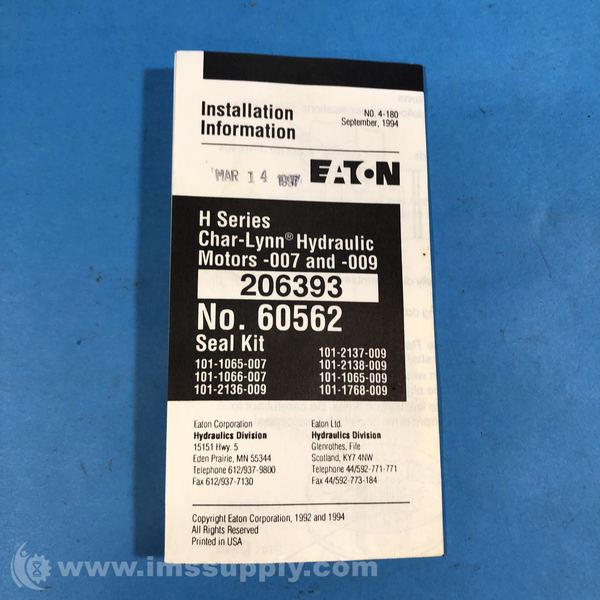 Installation
Information
NO. 4-180
September, 1994
MAR 14 1997
EATON
H Series
Char-Lynn® Hydraulic
Motors -007 and -009
206393
No. 60562
Seal Kit
101-1065-007
101-1066-007
101-2136-009
101-2137-009
101-2138-009
101-1065-009
101-1768-009
Eaton Corporation
Hydraulics Division
15151 Hwy. 5
Eden Prairie, MN 55344
Telephone 612/937-9800
Fax 612/937-7130
Eaton Ltd.
Hydraulics Division
Glenrothes, Fife
Scotland, KY7 4NW
Telephone 44/592-771-771
Fax 44/592-773-184
Copyright Eaton Corporation, 1992 and 1994
All Rights Reserved
Printed in USA
www.imssupply.com